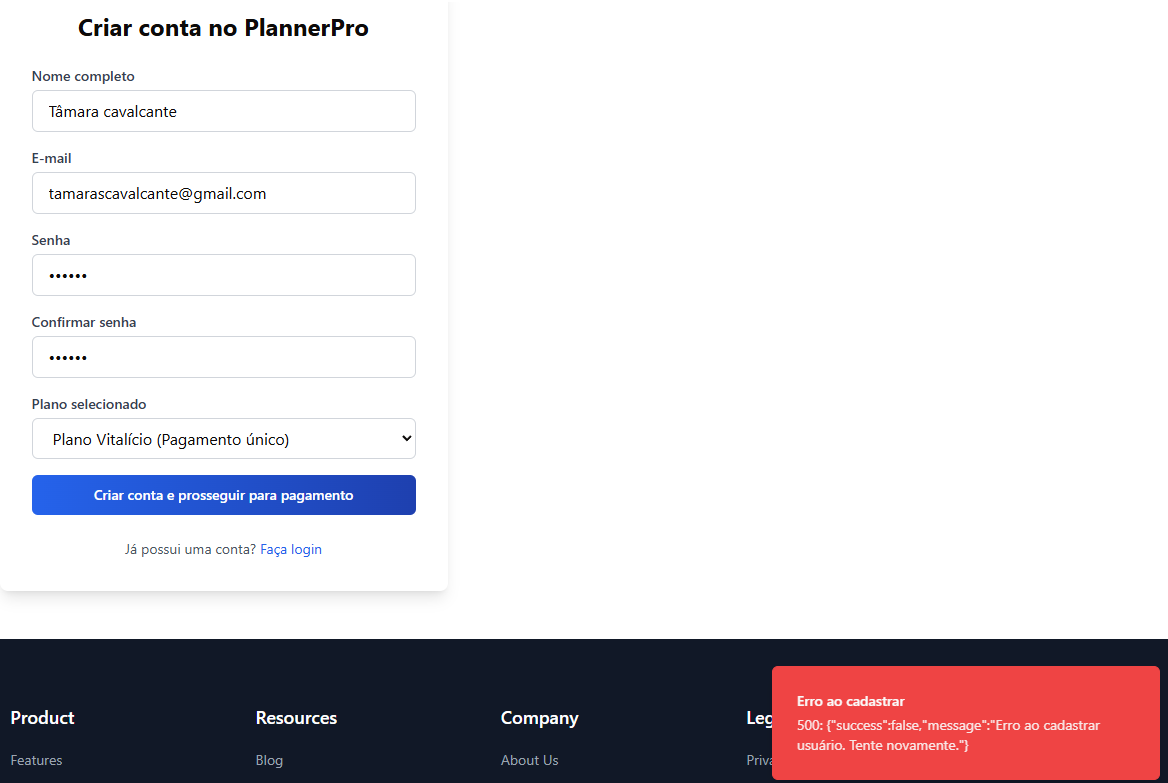 Criar conta no PlannerPro
Nome completo
Tâmara cavalcante
E-mail
tamarascavalcante@gmail.com
Senha
••••••
Confirmar senha
••••••
Plano selecionado
Plano Vitalício (Pagamento único)
Criar conta e prosseguir para pagamento
Já possui uma conta? Faça login
Product
Resources
Company
Leg
Features
Blog
About Us
Priva
Erro ao cadastrar
500: {"success":false,"message":"Erro ao cadastrar
usuário. Tente novamente."}